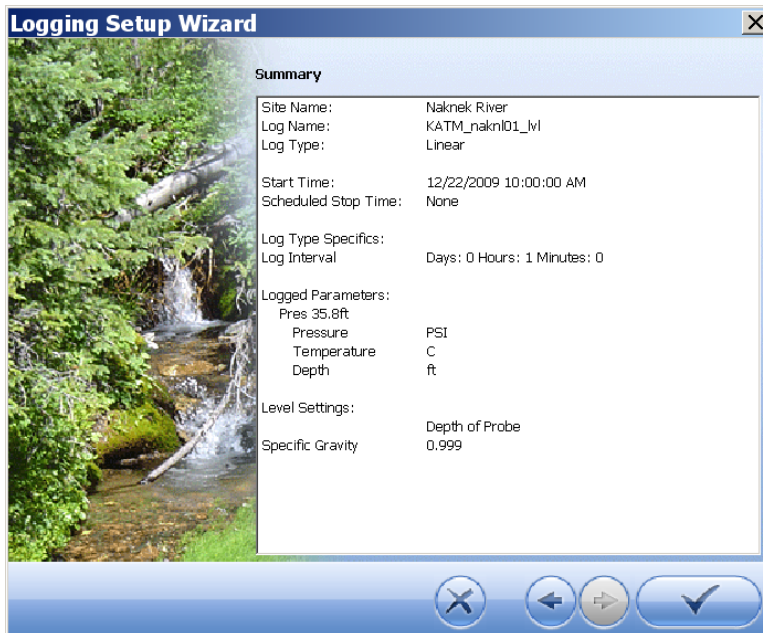 Logging Setup Wizard
Summary
Site Name: Naknek River
Log Name: KATM_naknl01_lvl
Log Type: Linear
Start Time: 12/22/2009 10:00:00 AM
Scheduled Stop Time: None
Log Type Specifics:
Log Interval Days: 0 Hours: 1 Minutes: 0
Logged Parameters:
Pres 35.8ft
Pressure PSI
Temperature C
Depth ft
Level Settings:
Depth of Probe
Specific Gravity 0.999